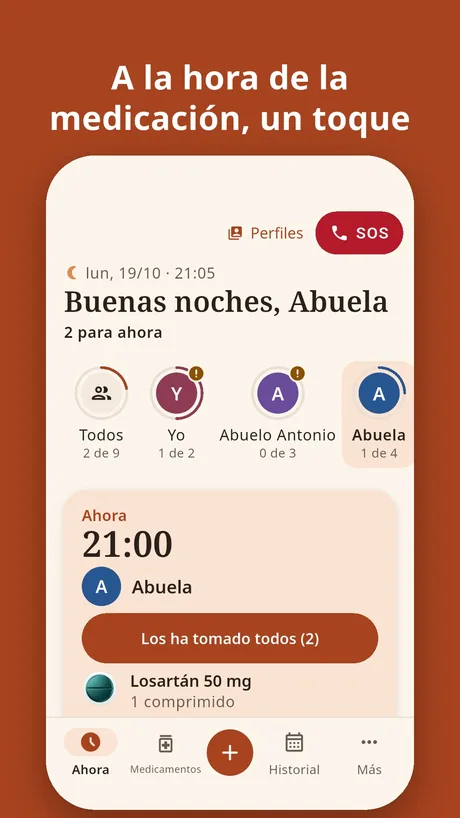 A la hora de la
medicación, un toque
Perfiles
SOS
lun, 19/10 · 21:05
Buenas noches, Abuela
2 para ahora
! !
Y A A
Todos Yo Abuelo Antonio Abuela
2 de 9 1 de 2 0 de 3 1 de 4
Ahora
21:00
A Abuela
Los ha tomado todos (2)
Losartán 50 mg
1 comprimido
Ahora Medicamentos + Historial Más